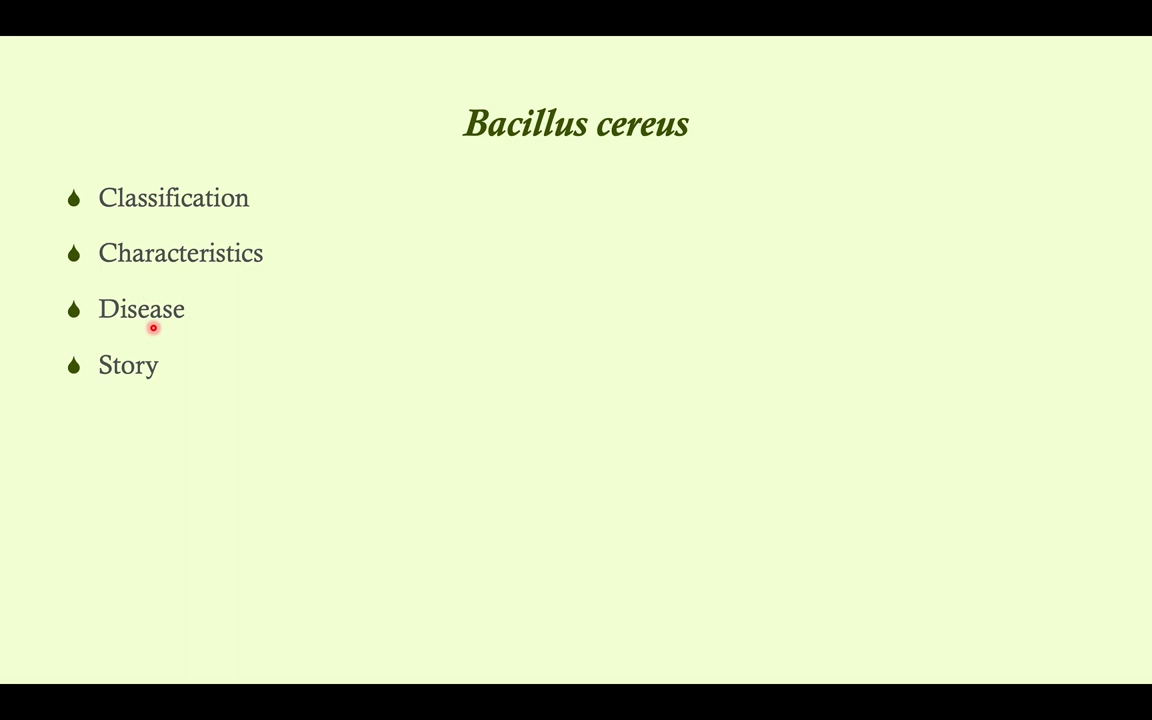 Bacillus cereus
Classification
Characteristics
Disease
Story